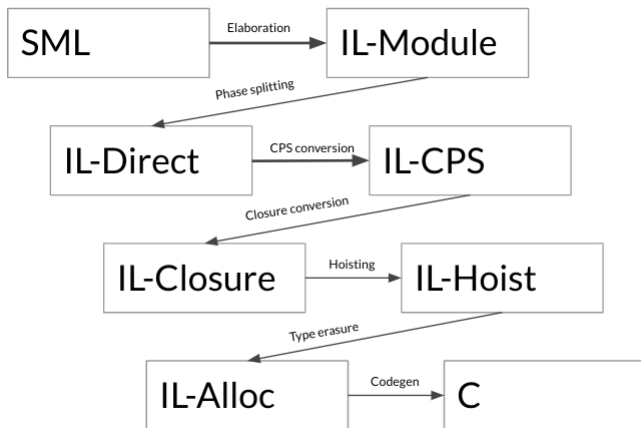 SML
Elaboration
IL-Module
Phase splitting
IL-Direct
CPS conversion
IL-CPS
Closure conversion
IL-Closure
Hoisting
IL-Hoist
Type erasure
IL-Alloc
Codegen
C